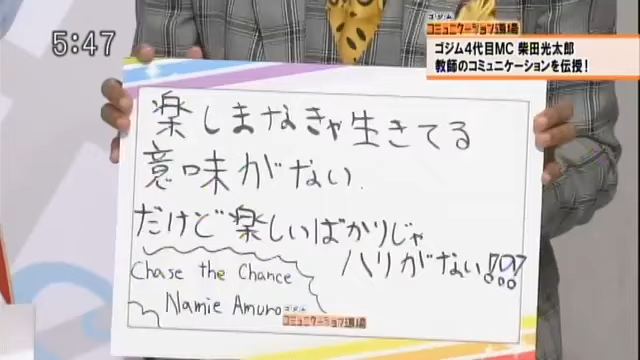 5:47
ゴジム
コミュニケーション道場
ゴジム4代目MC 柴田光太郎
教師のコミュニケーションを伝授!
楽しまなきゃ生きてる
意味がない.
だけど楽しいばかりじゃ
ハリがない!!!
Chase the Chance
Namie Amuro
ゴジム
コミュニケーション道場